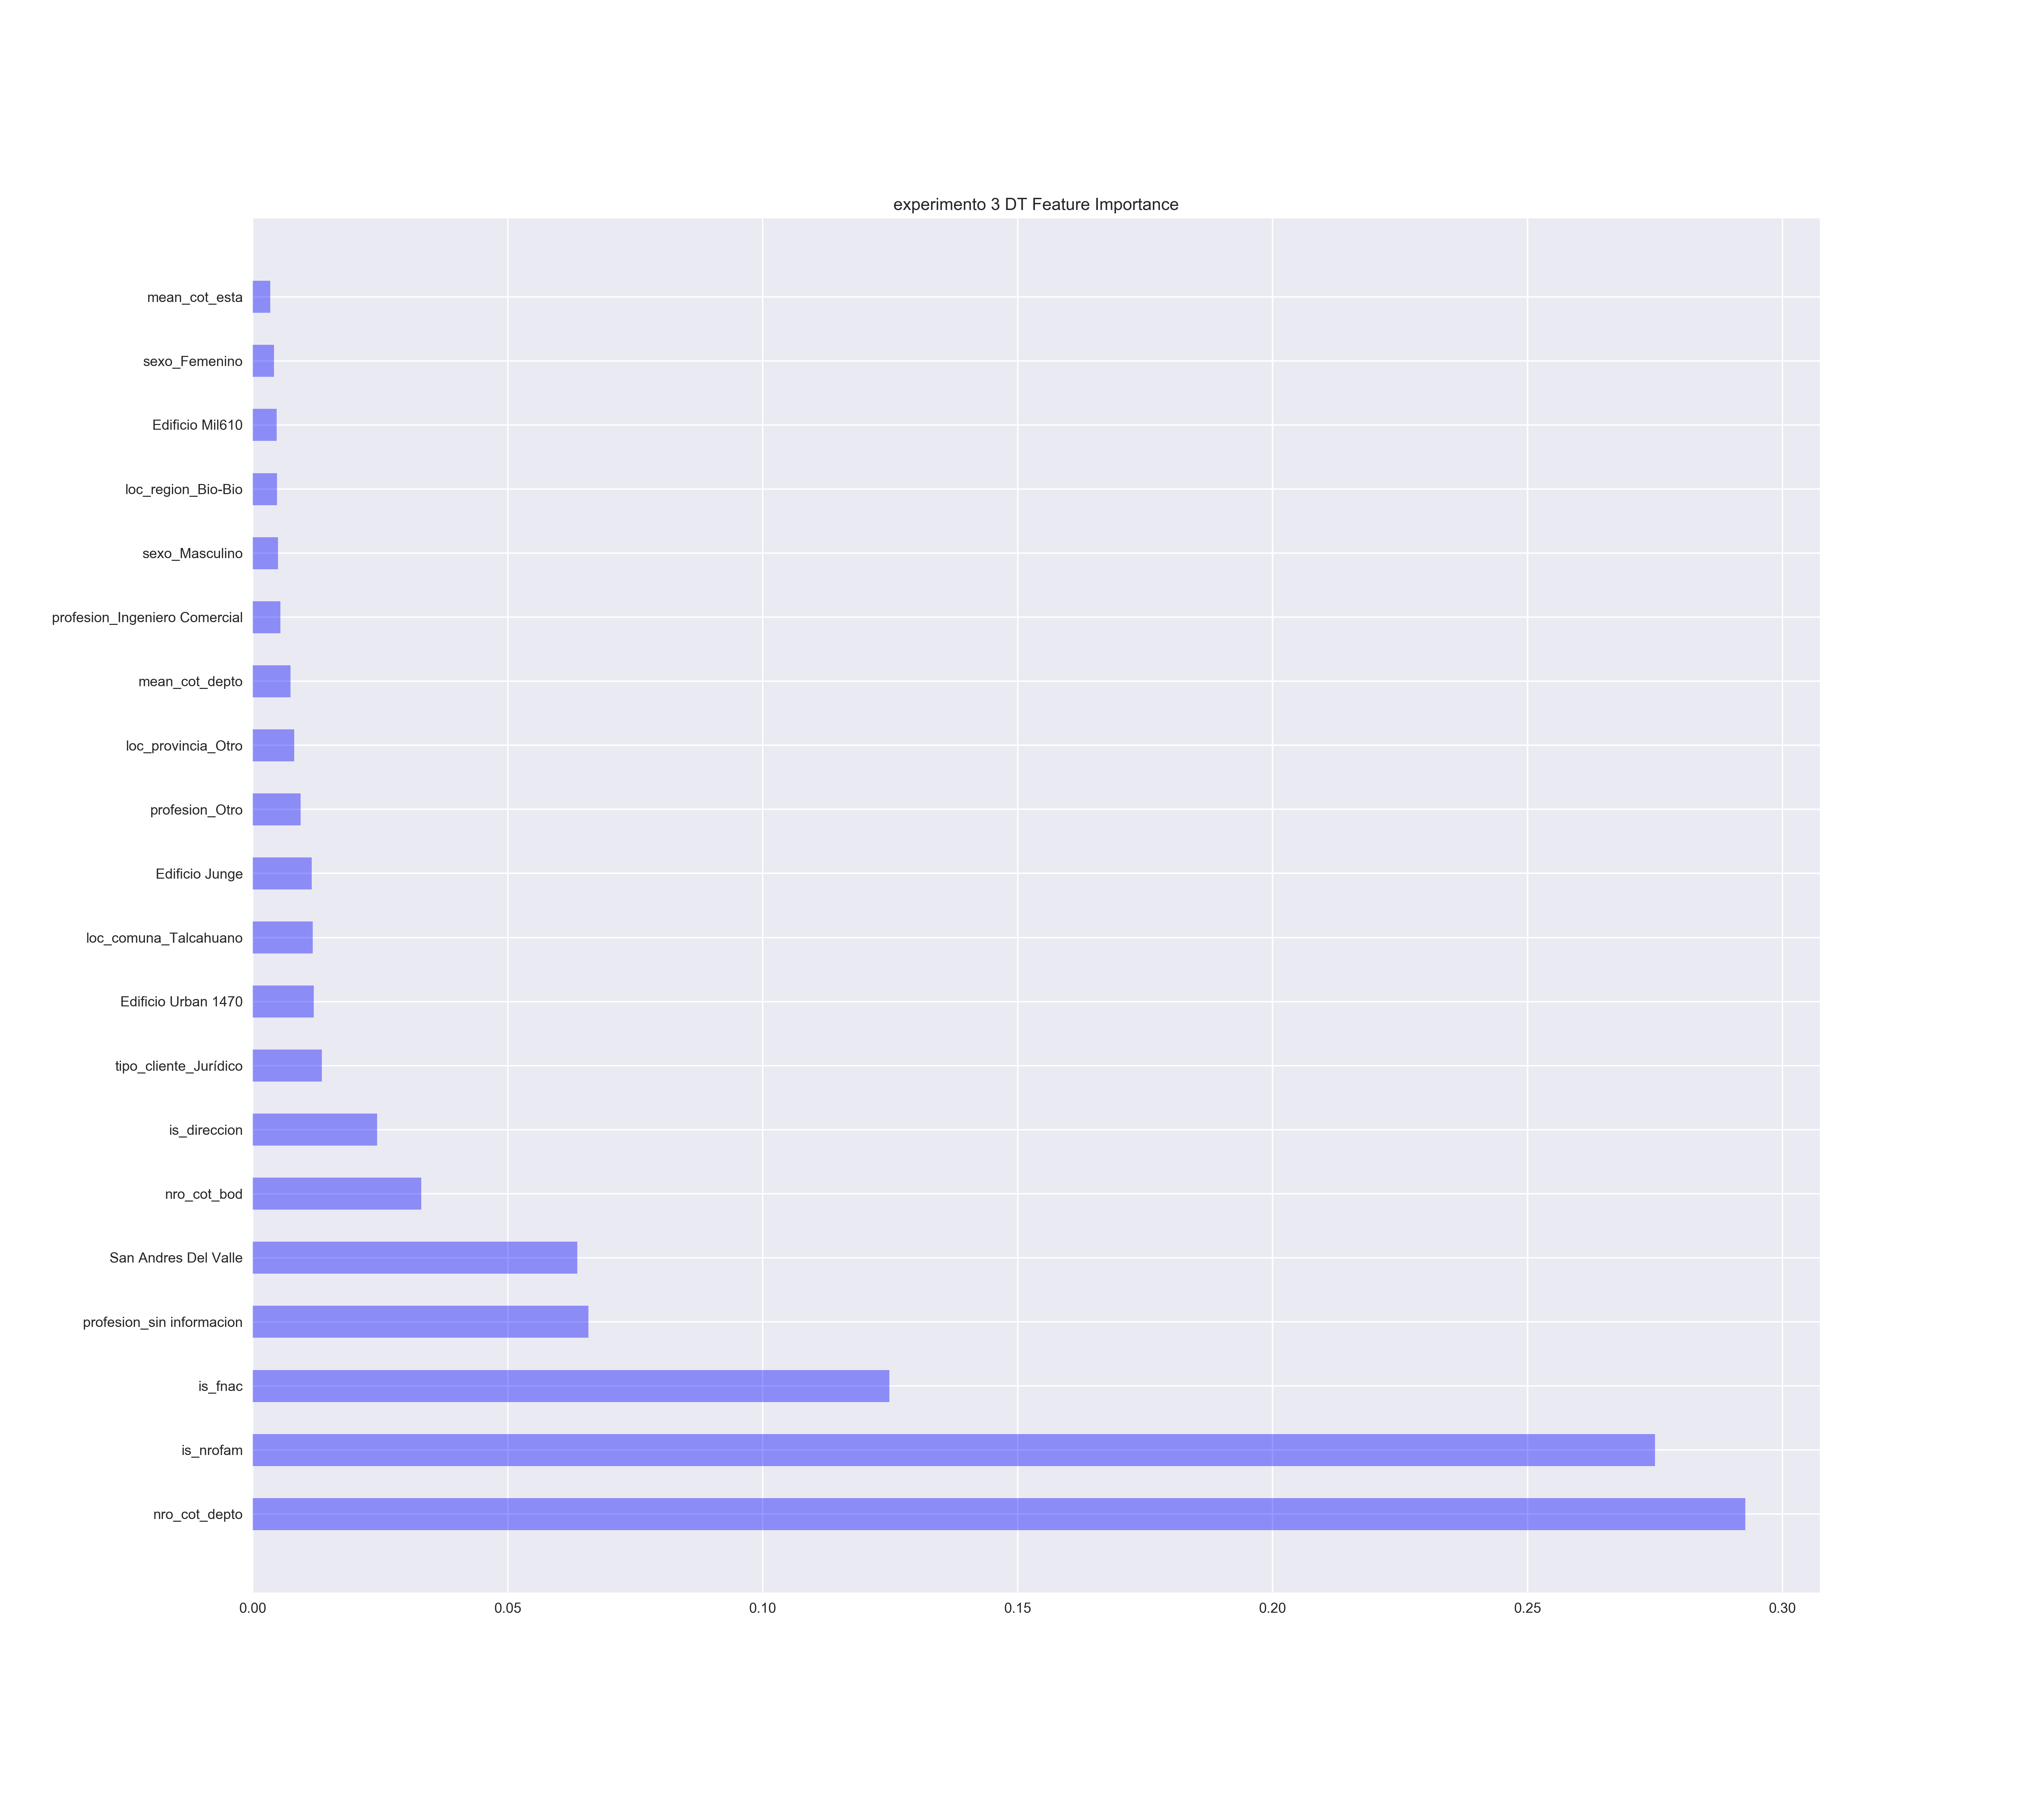 experimento 3 DT Feature Importance
mean_cot_esta
sexo_Femenino
Edificio Mil610
loc_region_Bio-Bio
sexo_Masculino
profesion_Ingeniero Comercial
mean_cot_depto
loc_provincia_Otro
profesion_Otro
Edificio Junge
loc_comuna_Talcahuano
Edificio Urban 1470
tipo_cliente_Jurídico
is_direccion
nro_cot_bod
San Andres Del Valle
profesion_sin informacion
is_fnac
is_nrofam
nro_cot_depto
0.00 0.05 0.10 0.15 0.20 0.25 0.30